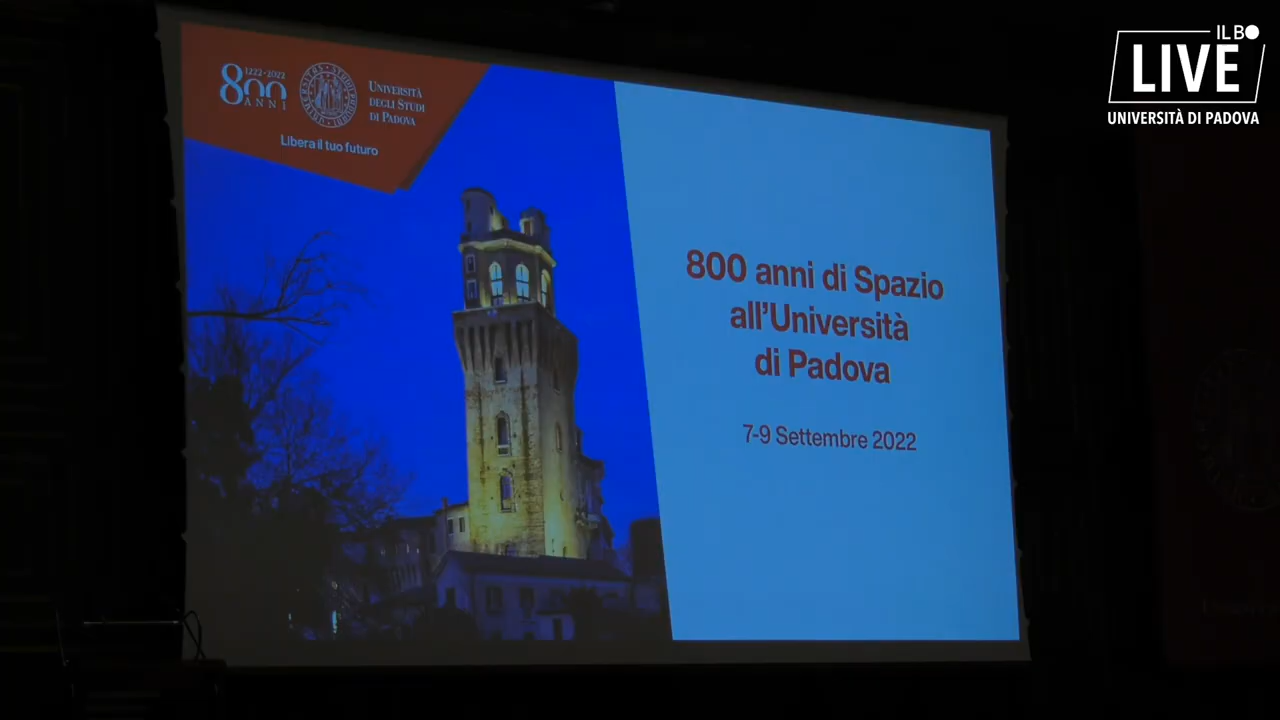 1222·2022
800
ANNI
UNIVERSITÀ
DEGLI STUDI
DI PADOVA
Libera il tuo futuro
800 anni di Spazio
all'Università
di Padova
7-9 Settembre 2022
IL BO
LIVE
UNIVERSITÀ DI PADOVA